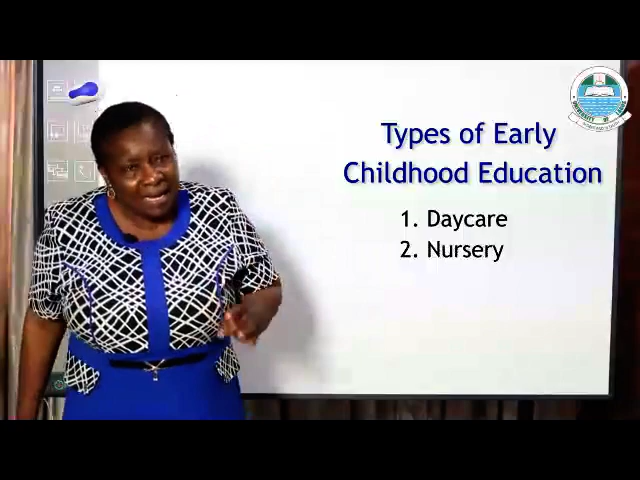 Types of Early
Childhood Education
1. Daycare
2. Nursery